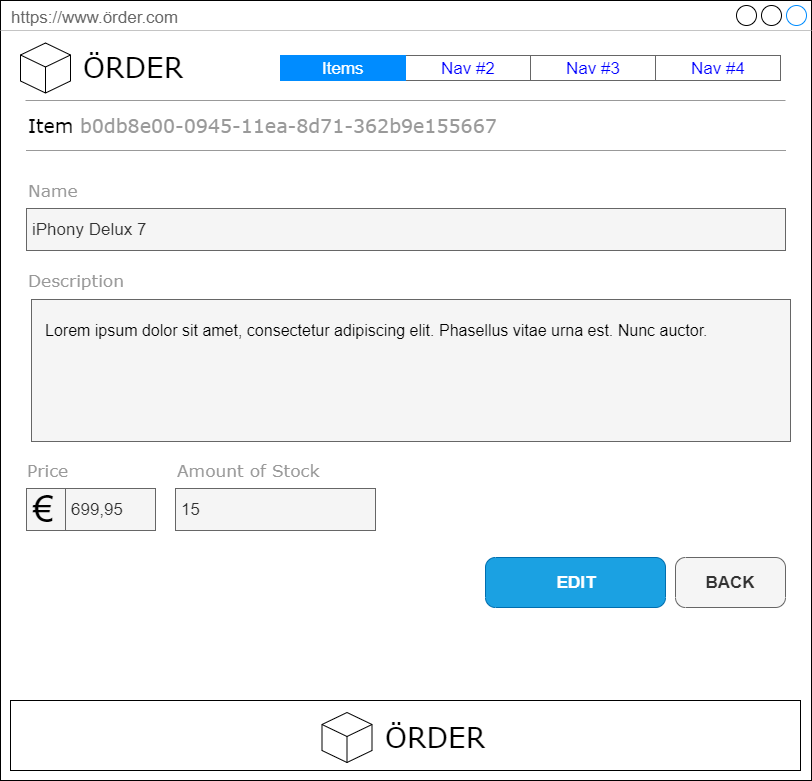 https://www.örder.com
ÖRDER
Items Nav #2 Nav #3 Nav #4
Item b0db8e00-0945-11ea-8d71-362b9e155667
Name
iPhony Delux 7
Description
Lorem ipsum dolor sit amet, consectetur adipiscing elit. Phasellus vitae urna est. Nunc auctor.
Price Amount of Stock
€ 699,95 15
EDIT BACK
ÖRDER